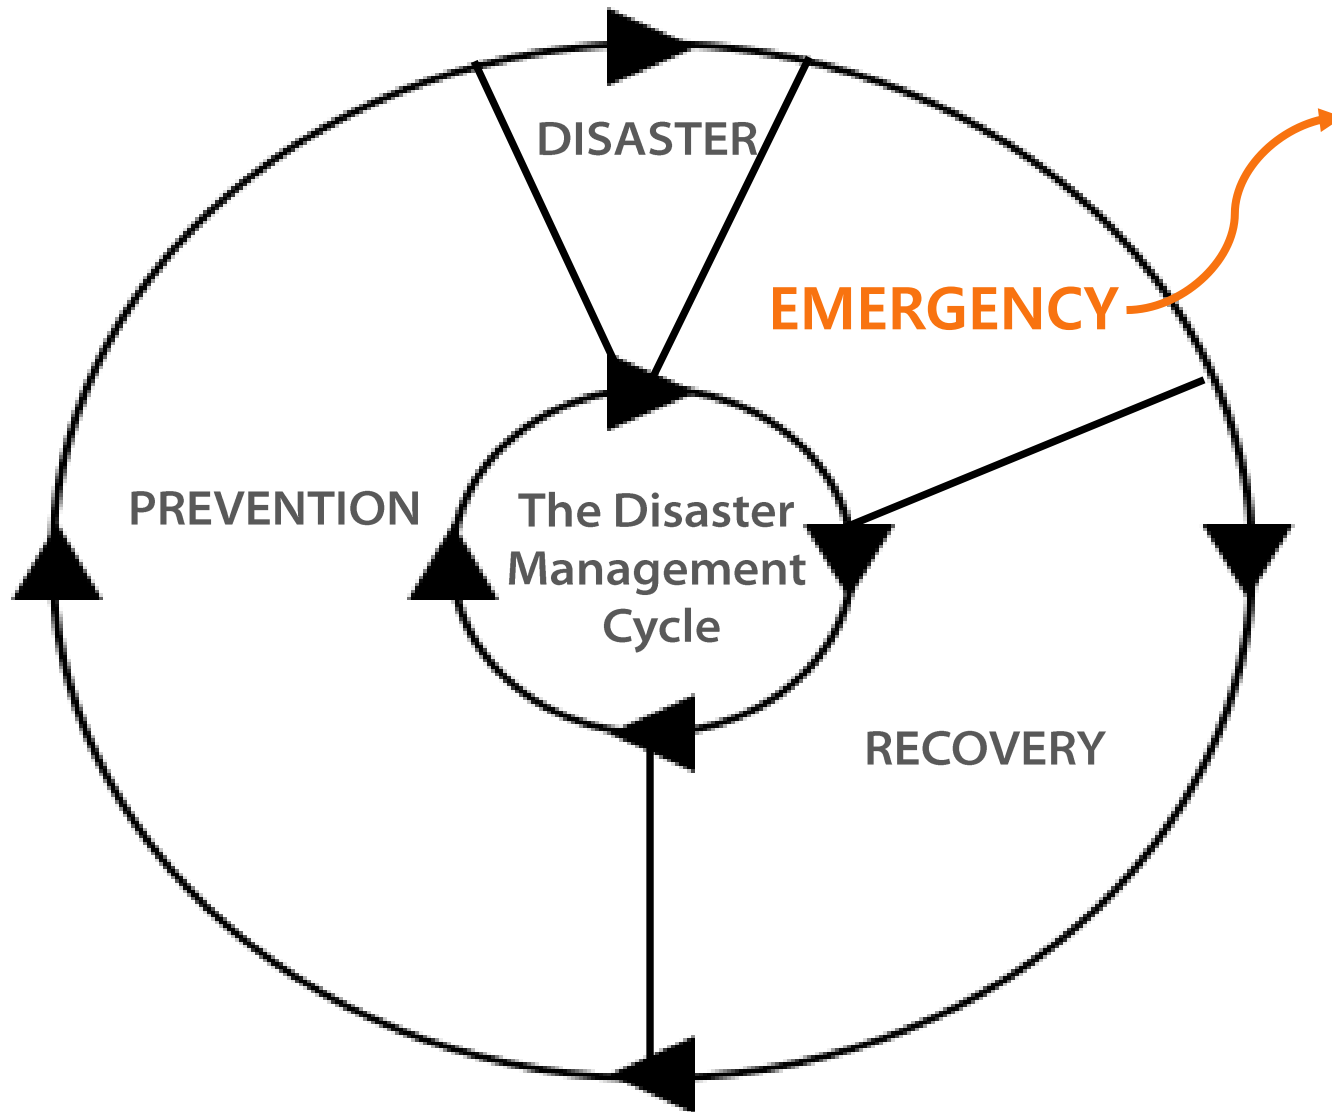 DISASTER
EMERGENCY
PREVENTION
The Disaster
Management
Cycle
RECOVERY